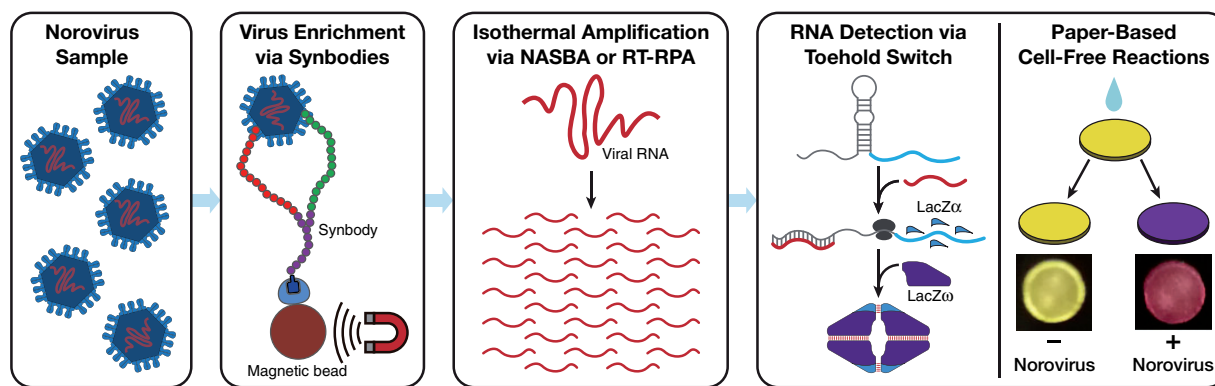 Norovirus
Sample
Virus Enrichment
via Synbodies
Synbody
Magnetic bead
Isothermal Amplification
via NASBA or RT-RPA
Viral RNA
RNA Detection via
Toehold Switch
LacZα
LacZω
Paper-Based
Cell-Free Reactions
−
Norovirus
+
Norovirus